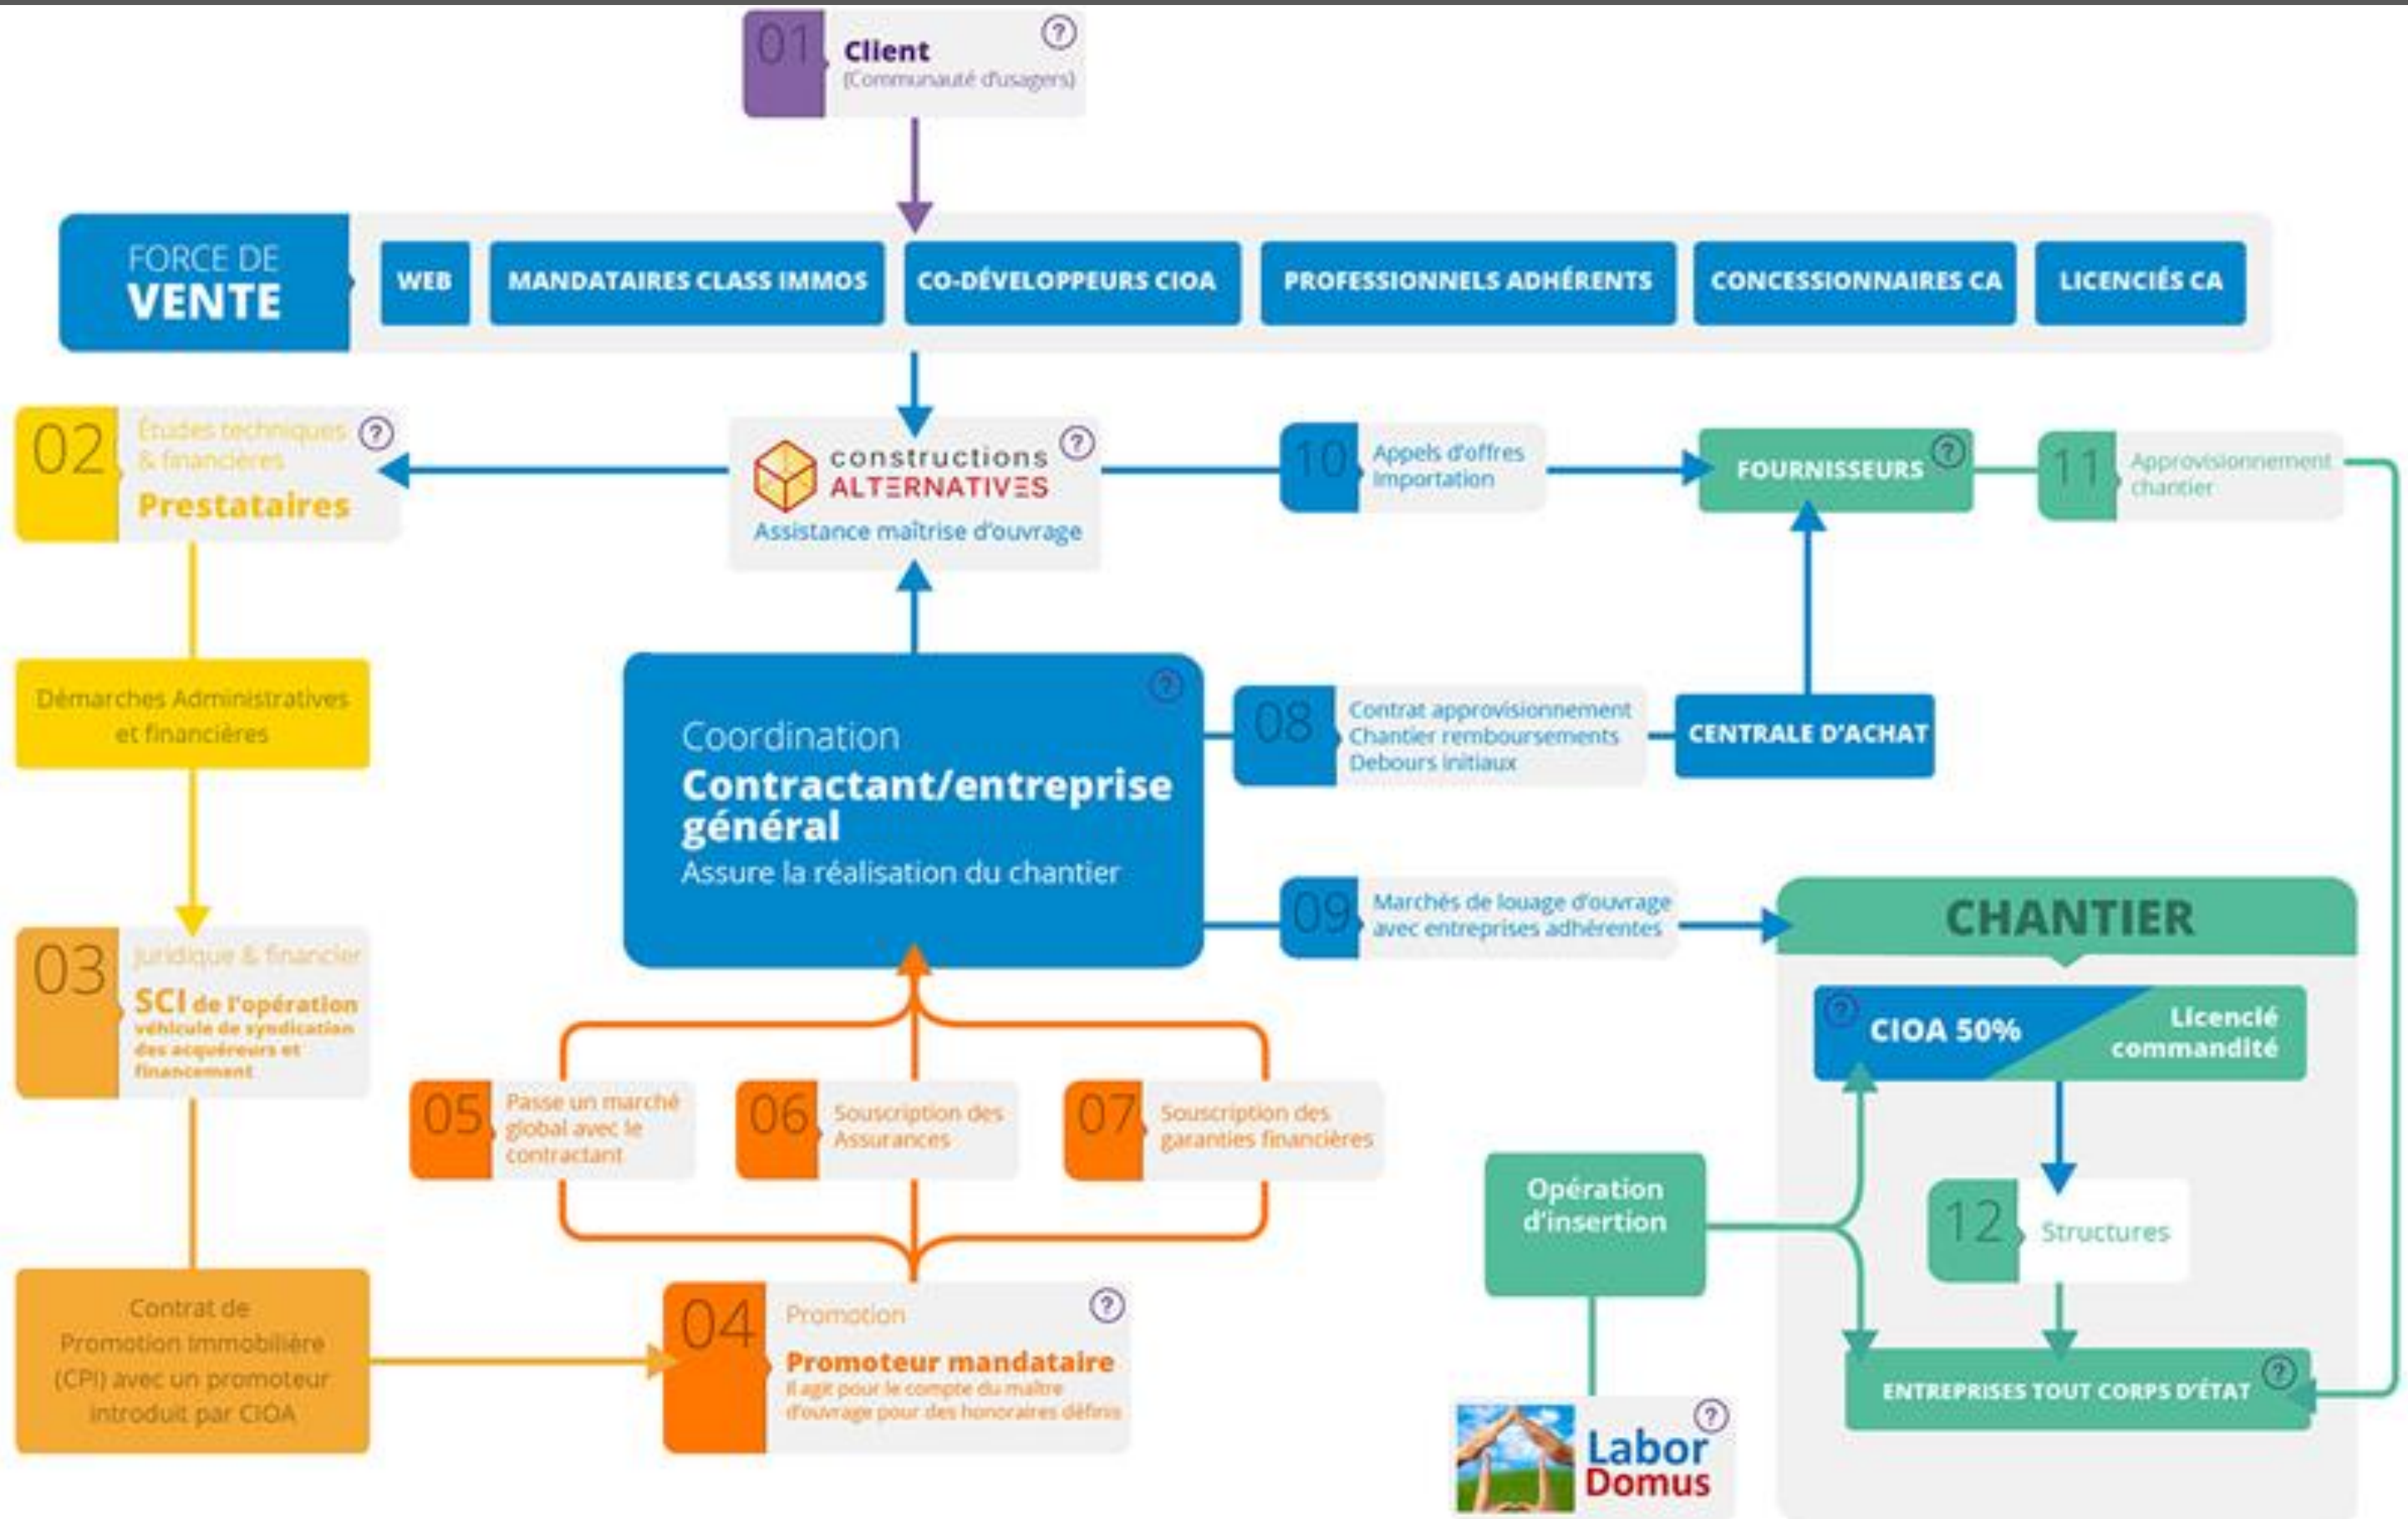 01
Client
(Communauté d'usagers)
?
FORCE DE
VENTE
WEB
MANDATAIRES CLASS IMMOS
CO-DÉVELOPPEURS CIOA
PROFESSIONNELS ADHÉRENTS
CONCESSIONNAIRES CA
LICENCIÉS CA
02
Études techniques
& financières
Prestataires
?
constructions
ALTERNATIVES
Assistance maîtrise d'ouvrage
?
10
Appels d'offres
Importation
FOURNISSEURS
?
11
Approvisionnement
chantier
Démarches Administratives
et financières
Coordination
Contractant/entreprise
général
Assure la réalisation du chantier
?
08
Contrat approvisionnement
Chantier remboursements
Debours initiaux
CENTRALE D'ACHAT
09
Marchés de louage d'ouvrage
avec entreprises adhérentes
03
Juridique & financier
SCI de l'opération
véhicule de syndication
des acquéreurs et
financement
05
Passe un marché
global avec le
contractant
06
Souscription des
Assurances
07
Souscription des
garanties financières
Contrat de
Promotion Immobilière
(CPI) avec un promoteur
introduit par CIOA
04
Promotion
Promoteur mandataire
Il agit pour le compte du maître
d'ouvrage pour des honoraires définis
?
CHANTIER
?
CIOA 50%
Licencié
commandité
Opération
d'insertion
12
Structures
ENTREPRISES TOUT CORPS D'ÉTAT
?
Labor
Domus
?